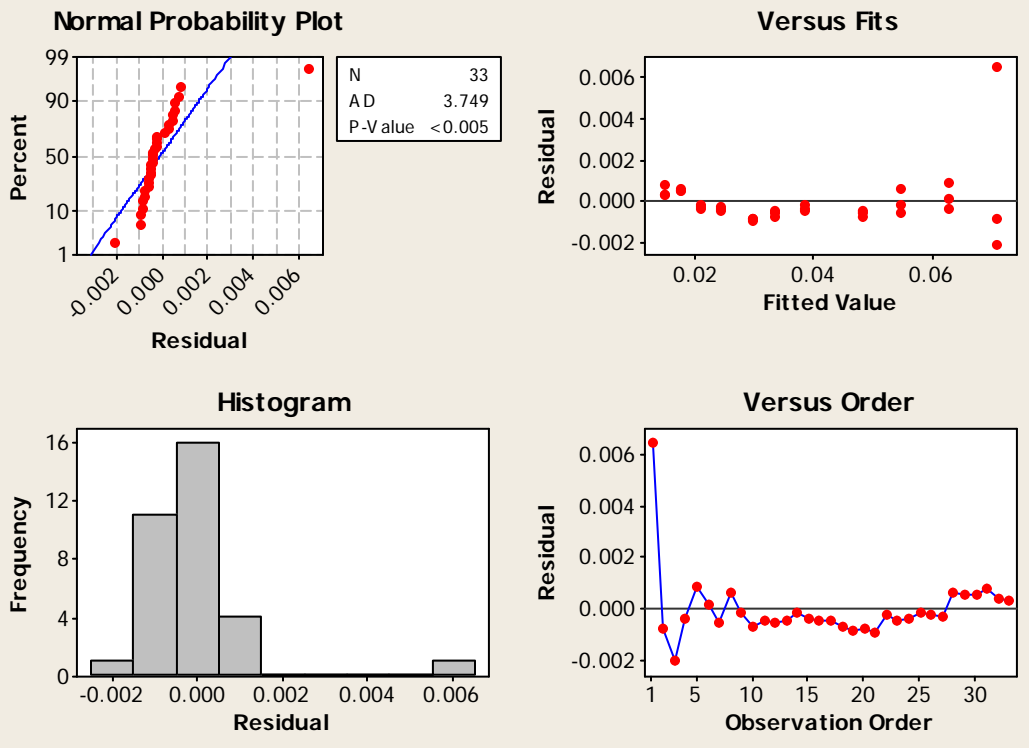 Normal Probability Plot
99
90
50
10
1
Percent
-0.002
0.000
0.002
0.004
0.006
Residual
N 33
AD 3.749
P-Value <0.005
Versus Fits
0.006
0.004
0.002
0.000
-0.002
Residual
0.02 0.04 0.06
Fitted Value
Histogram
16
12
8
4
0
Frequency
-0.002 0.000 0.002 0.004 0.006
Residual
Versus Order
0.006
0.004
0.002
0.000
-0.002
Residual
1 5 10 15 20 25 30
Observation Order